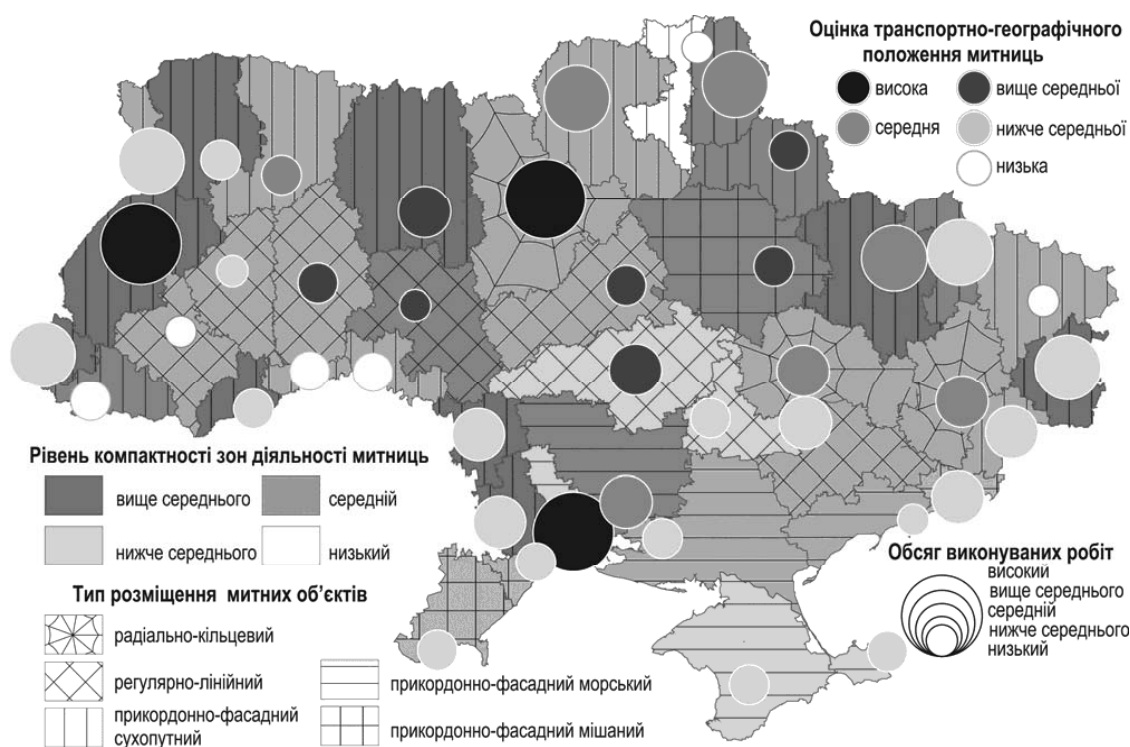 Оцінка транспортно-географічного
положення митниць
висока
вище середньої
середня
нижче середньої
низька
Рівень компактності зон діяльності митниць
вище середнього
середній
нижче середнього
низький
Тип розміщення митних об’єктів
радіально-кільцевий
регулярно-лінійний
прикордонно-фасадний
сухопутний
прикордонно-фасадний морський
прикордонно-фасадний мішаний
Обсяг виконуваних робіт
високий
вище середнього
середній
нижче середнього
низький